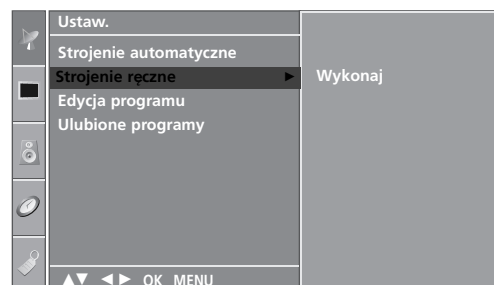 Ustaw.
Strojenie automatyczne
Strojenie ręczne ► Wykonaj
Edycja programu
Ulubione programy
▲▼ ◄► OK MENU